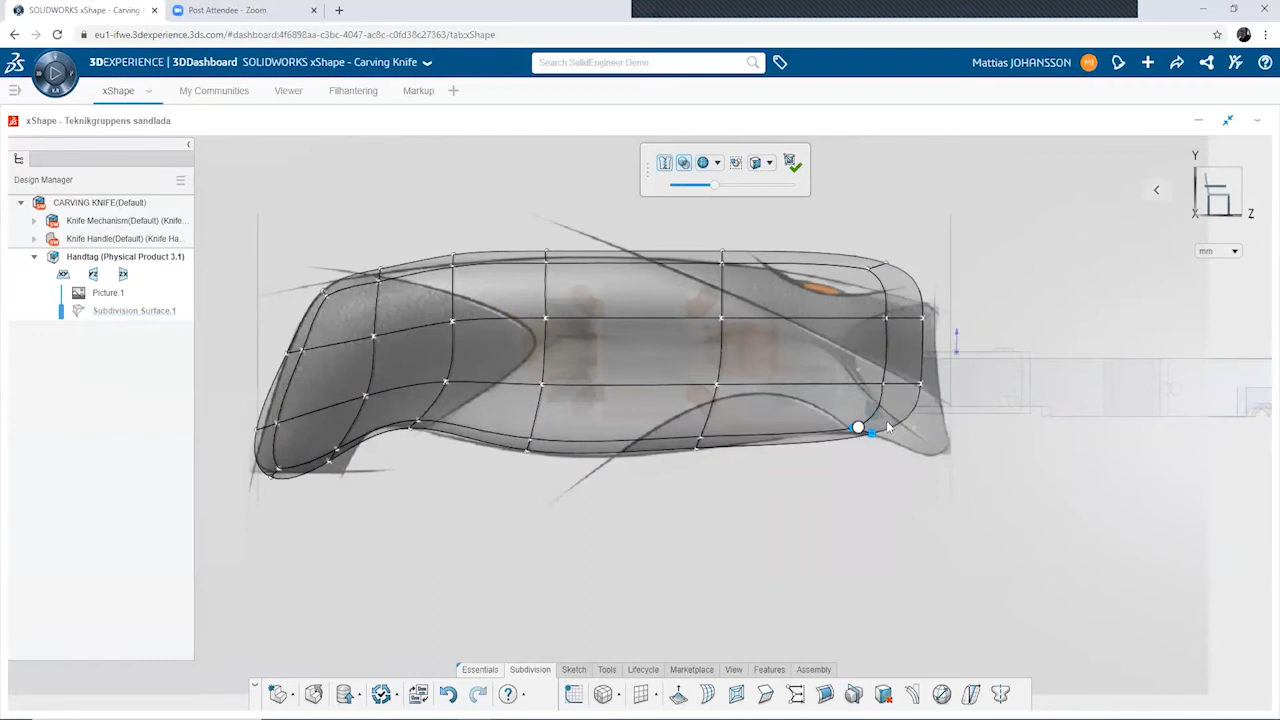 SOLIDWORKS xShape - Carving
Post Attendee - Zoom
eu1-ifwe.3dexperience.3ds.com/#dashboard:4f6898aa-c3bc-4047-ac8c-c0fd38c27363/tab:xShape
3DEXPERIENCE | 3DDashboard SOLIDWORKS xShape - Carving Knife
Search SolidEngineer Demo
Mattias JOHANSSON
MJ
xShape
My Communities
Viewer
Filhantering
Markup
xShape - Teknikgruppens sandlada
Design Manager
CARVING KNIFE(Default)
Knife Mechanism(Default) (Knife...
Knife Handle(Default) (Knife Ha...
Handtag (Physical Product 3.1)
Picture.1
Subdivision Surface.1
Y
X
Z
mm
Essentials
Subdivision
Sketch
Tools
Lifecycle
Marketplace
View
Features
Assembly